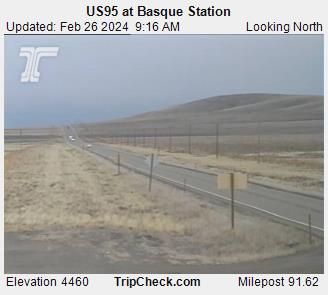 US95 at Basque Station
Updated: Feb 26 2024 9:16 AM Looking North
Elevation 4460 TripCheck.com Milepost 91.62